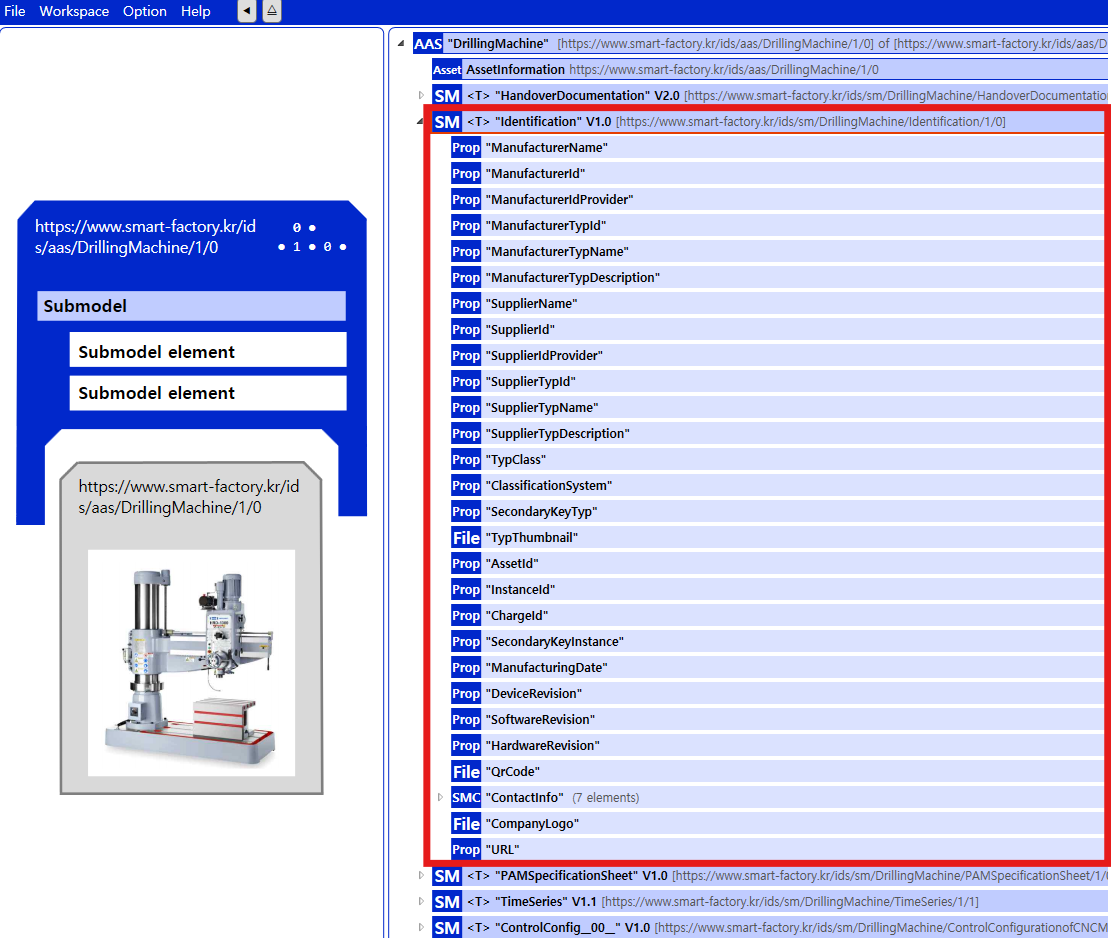 File Workspace Option Help
https://www.smart-factory.kr/id
s/aas/DrillingMachine/1/0
0
1 0
Submodel
Submodel element
Submodel element
https://www.smart-factory.kr/id
s/aas/DrillingMachine/1/0
AAS "DrillingMachine" [https://www.smart-factory.kr/ids/aas/DrillingMachine/1/0] of [https://www.smart-factory.kr/ids/aas/D
Asset AssetInformation https://www.smart-factory.kr/ids/aas/DrillingMachine/1/0
SM <T> "HandoverDocumentation" V2.0 [https://www.smart-factory.kr/ids/sm/DrillingMachine/HandoverDocumentatio
SM <T> "Identification" V1.0 [https://www.smart-factory.kr/ids/sm/DrillingMachine/Identification/1/0]
Prop "ManufacturerName"
Prop "ManufacturerId"
Prop "ManufacturerIdProvider"
Prop "ManufacturerTypId"
Prop "ManufacturerTypName"
Prop "ManufacturerTypDescription"
Prop "SupplierName"
Prop "SupplierId"
Prop "SupplierIdProvider"
Prop "SupplierTypId"
Prop "SupplierTypName"
Prop "SupplierTypDescription"
Prop "TypClass"
Prop "ClassificationSystem"
Prop "SecondaryKeyTyp"
File "TypThumbnail"
Prop "AssetId"
Prop "InstanceId"
Prop "ChargeId"
Prop "SecondaryKeyInstance"
Prop "ManufacturingDate"
Prop "DeviceRevision"
Prop "SoftwareRevision"
Prop "HardwareRevision"
File "QrCode"
SMC "ContactInfo" (7 elements)
File "CompanyLogo"
Prop "URL"
SM <T> "PAMSpecificationSheet" V1.0 [https://www.smart-factory.kr/ids/sm/DrillingMachine/PAMSpecificationSheet/1/0
SM <T> "TimeSeries" V1.1 [https://www.smart-factory.kr/ids/sm/DrillingMachine/TimeSeries/1/1]
SM <T> "ControlConfig__00__" V1.0 [https://www.smart-factory.kr/ids/sm/DrillingMachine/ControlConfigurationofCNCM